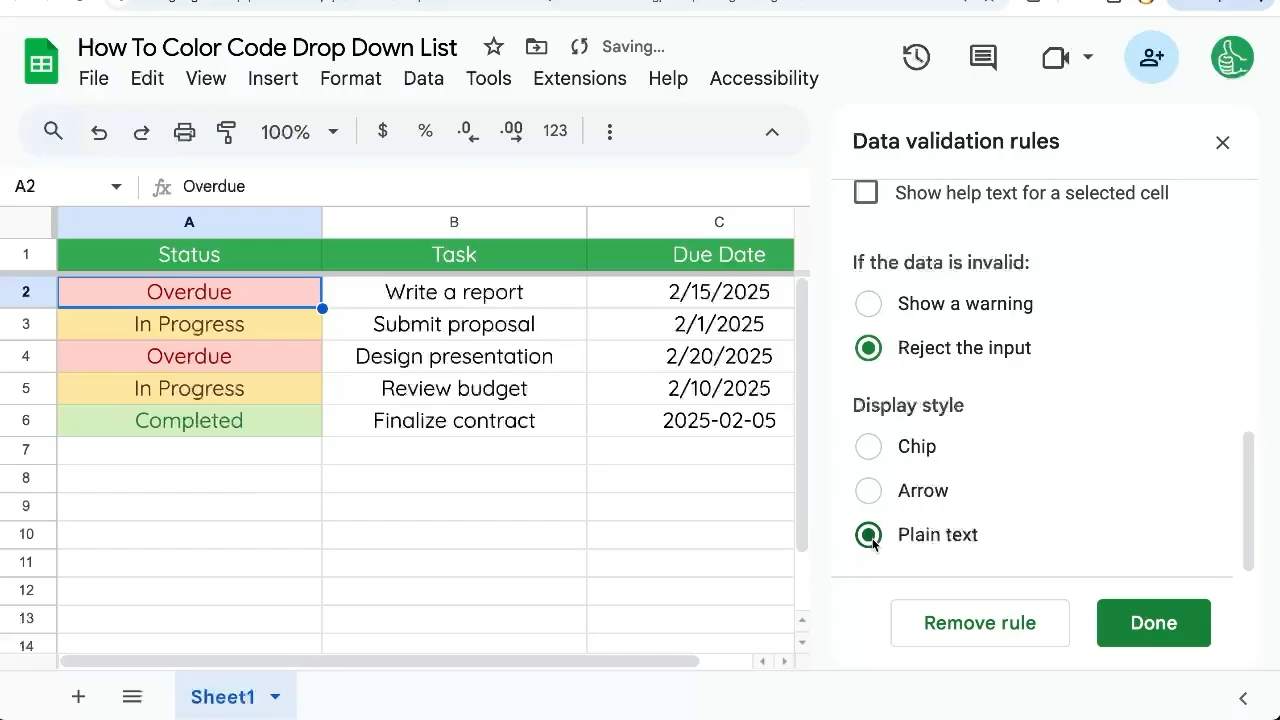 How To Color Code Drop Down List
Saving...
File Edit View Insert Format Data Tools Extensions Help Accessibility
100% $ % .0 .00 123
A2 fx Overdue
A B C
1 Status Task Due Date
2 Overdue Write a report 2/15/2025
3 In Progress Submit proposal 2/1/2025
4 Overdue Design presentation 2/20/2025
5 In Progress Review budget 2/10/2025
6 Completed Finalize contract 2025-02-05
7
8
9
10
11
12
13
14
Sheet1
Data validation rules
Show help text for a selected cell
If the data is invalid:
Show a warning
Reject the input
Display style
Chip
Arrow
Plain text
Remove rule Done